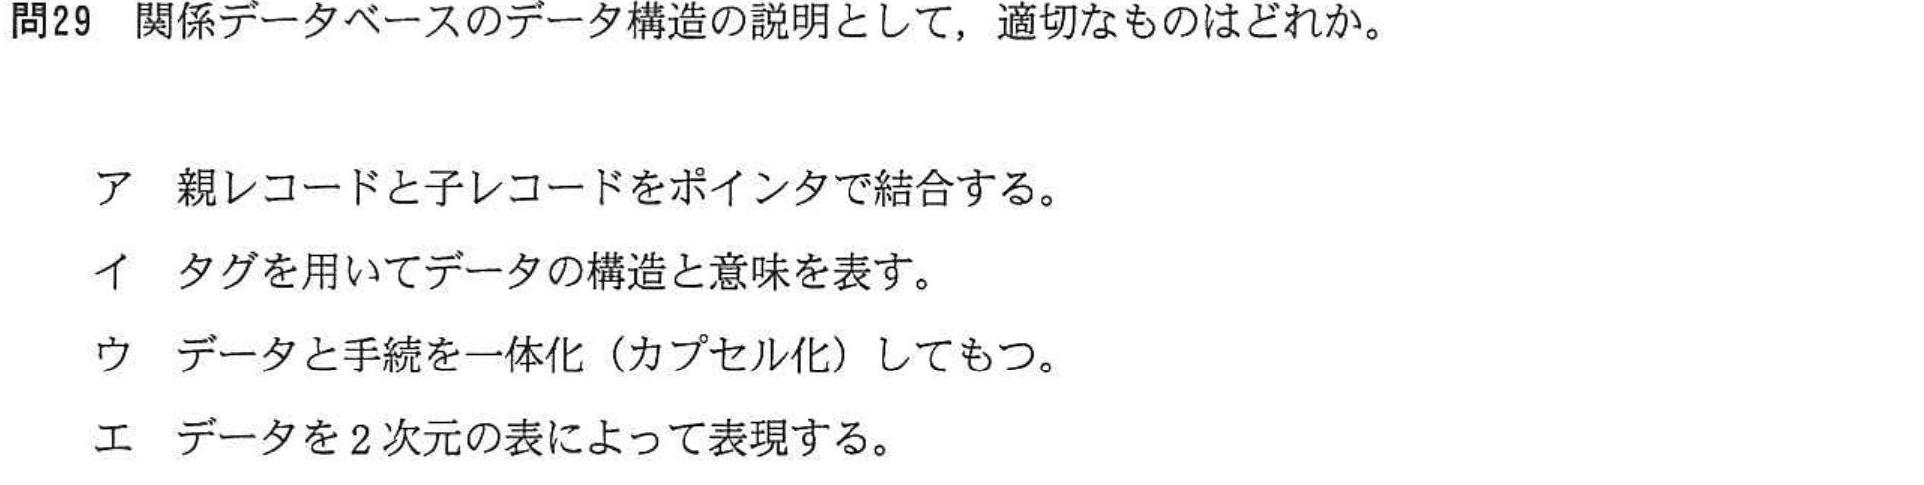 問29 関係データベースのデータ構造の説明として，適切なものはどれか。
ア 親レコードと子レコードをポインタで結合する。
イ タグを用いてデータの構造と意味を表す。
ウ データと手続を一体化（カプセル化）してもつ。
エ データを2次元の表によって表現する。